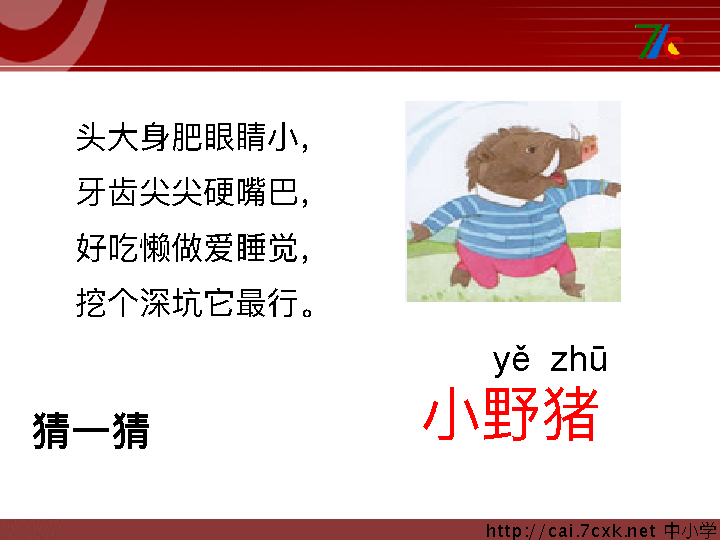 头大身肥眼睛小，
牙齿尖尖硬嘴巴，
好吃懒做爱睡觉，
挖个深坑它最行。
yě zhū
小野猪
猜一猜
http://cai.7cxk.net 中小学